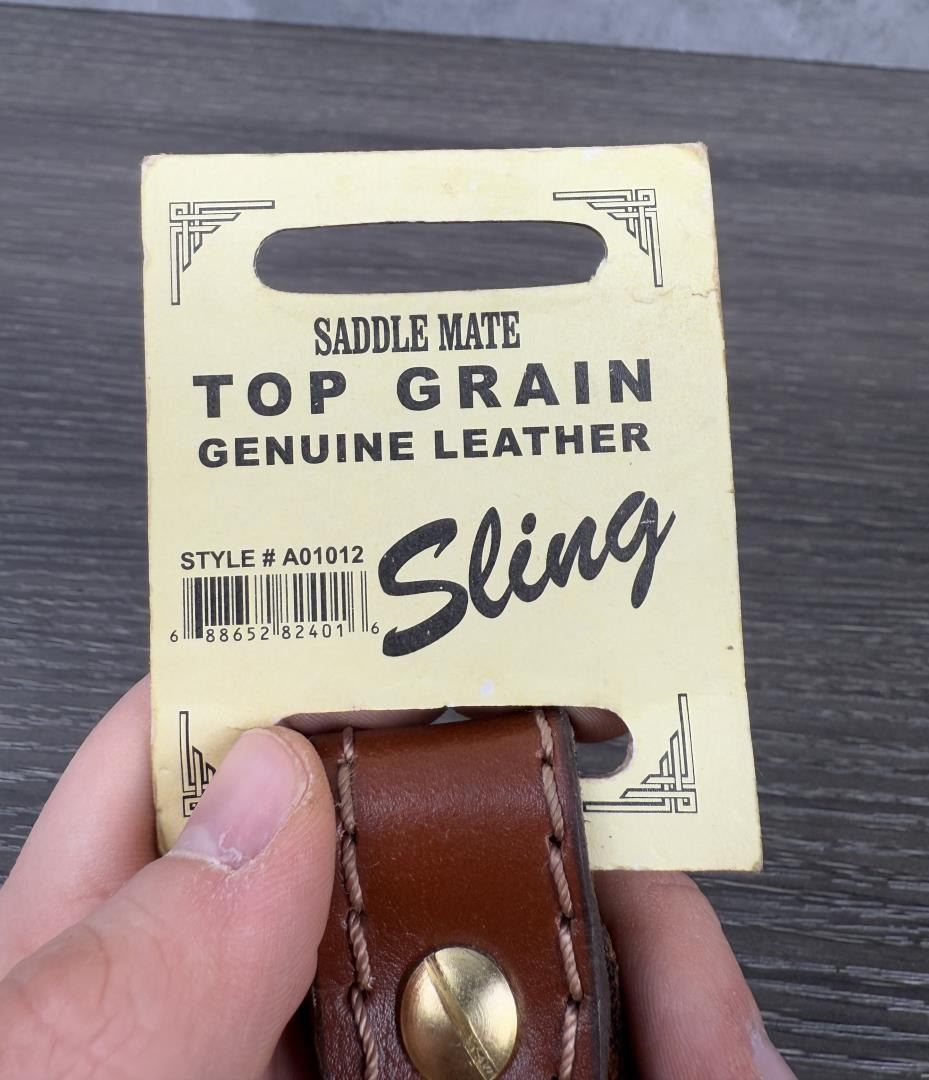 SADDLE MATE
TOP GRAIN
GENUINE LEATHER
Sling
STYLE # A01012
6 88652 82401 6